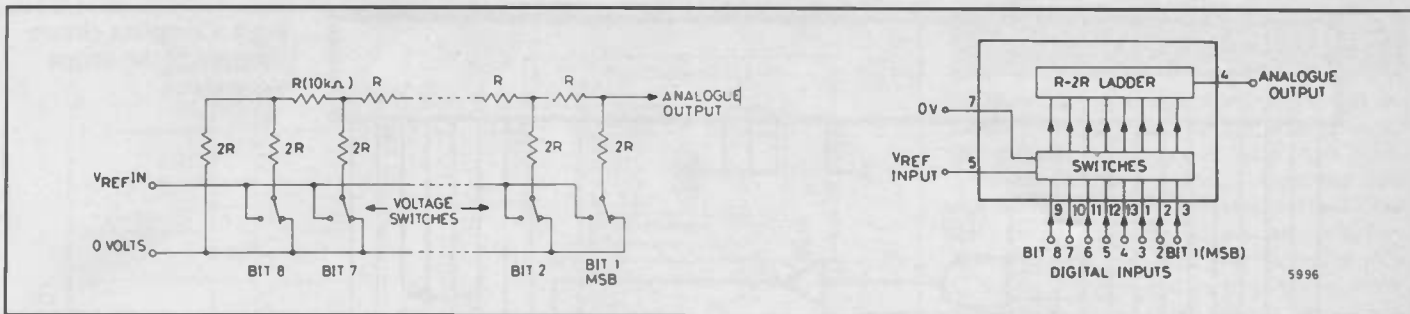 R(10kΩ) R R R
ANALOGUE
OUTPUT
2R 2R 2R 2R 2R
VREF IN
VOLTAGE
SWITCHES
0 VOLTS
BIT 8 BIT 7 BIT 2 BIT 1
MSB
R-2R LADDER
4
ANALOGUE
OUTPUT
0V
7
VREF
INPUT
5
SWITCHES
9 10 11 12 13 1 2 3
BIT 8 7 6 5 4 3 2 BIT 1(MSB)
DIGITAL INPUTS
5996